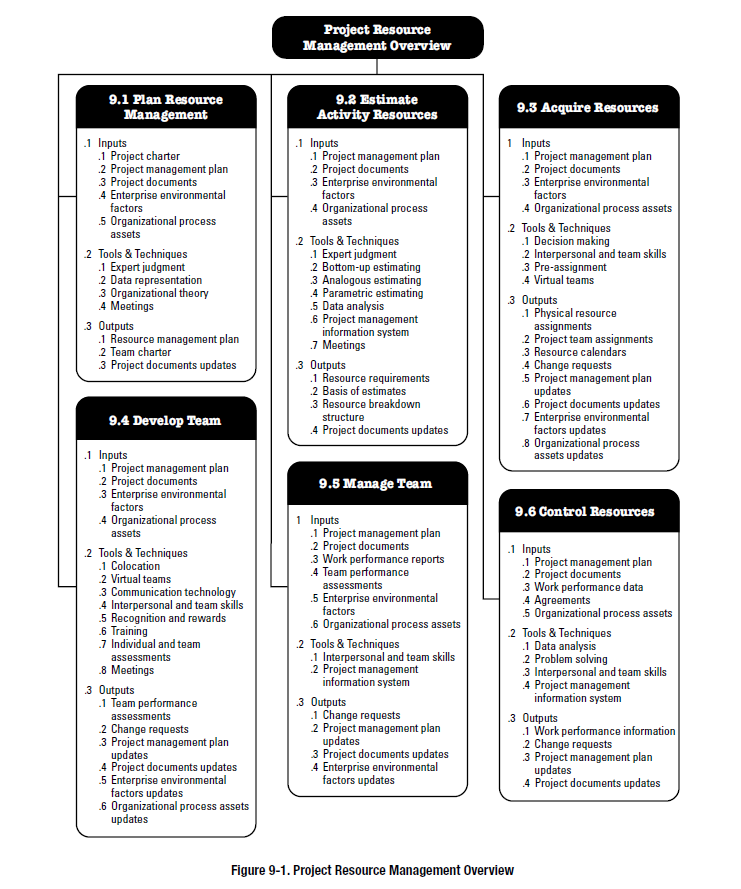 Project Resource
Management Overview
9.1 Plan Resource
Management
.1 Inputs
.1 Project charter
.2 Project management plan
.3 Project documents
.4 Enterprise environmental
factors
.5 Organizational process
assets
.2 Tools & Techniques
.1 Expert judgment
.2 Data representation
.3 Organizational theory
.4 Meetings
.3 Outputs
.1 Resource management plan
.2 Team charter
.3 Project documents updates
9.2 Estimate
Activity Resources
.1 Inputs
.1 Project management plan
.2 Project documents
.3 Enterprise environmental
factors
.4 Organizational process
assets
.2 Tools & Techniques
.1 Expert judgment
.2 Bottom-up estimating
.3 Analogous estimating
.4 Parametric estimating
.5 Data analysis
.6 Project management
information system
.7 Meetings
.3 Outputs
.1 Resource requirements
.2 Basis of estimates
.3 Resource breakdown
structure
.4 Project documents updates
9.3 Acquire Resources
1 Inputs
.1 Project management plan
.2 Project documents
.3 Enterprise environmental
factors
.4 Organizational process assets
.2 Tools & Techniques
.1 Decision making
.2 Interpersonal and team skills
.3 Pre-assignment
.4 Virtual teams
.3 Outputs
.1 Physical resource
assignments
.2 Project team assignments
.3 Resource calendars
.4 Change requests
.5 Project management plan
updates
.6 Project documents updates
.7 Enterprise environmental
factors updates
.8 Organizational process
assets updates
9.4 Develop Team
.1 Inputs
.1 Project management plan
.2 Project documents
.3 Enterprise environmental
factors
.4 Organizational process
assets
.2 Tools & Techniques
.1 Colocation
.2 Virtual teams
.3 Communication technology
.4 Interpersonal and team skills
.5 Recognition and rewards
.6 Training
.7 Individual and team
assessments
.8 Meetings
.3 Outputs
.1 Team performance
assessments
.2 Change requests
.3 Project management plan
updates
.4 Project documents updates
.5 Enterprise environmental
factors updates
.6 Organizational process assets
updates
9.5 Manage Team
1 Inputs
.1 Project management plan
.2 Project documents
.3 Work performance reports
.4 Team performance
assessments
.5 Enterprise environmental
factors
.6 Organizational process assets
.2 Tools & Techniques
.1 Interpersonal and team skills
.2 Project management
information system
.3 Outputs
.1 Change requests
.2 Project management plan
updates
.3 Project documents updates
.4 Enterprise environmental
factors updates
9.6 Control Resources
.1 Inputs
.1 Project management plan
.2 Project documents
.3 Work performance data
.4 Agreements
.5 Organizational process assets
.2 Tools & Techniques
.1 Data analysis
.2 Problem solving
.3 Interpersonal and team skills
.4 Project management
information system
.3 Outputs
.1 Work performance information
.2 Change requests
.3 Project management plan
updates
.4 Project documents updates
Figure 9-1. Project Resource Management Overview